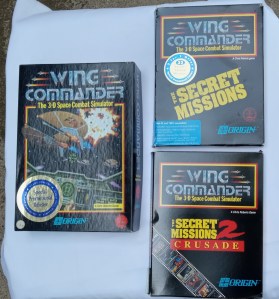 WING
COMMANDER
The 3-D Space Combat Simulator
ORIGIN
WING
COMMANDER
The 3-D Space Combat Simulator
THE SECRET
MISSIONS
ORIGIN
WING
COMMANDER
The 3-D Space Combat Simulator
THE SECRET
MISSIONS 2
CRUSADE
ORIGIN